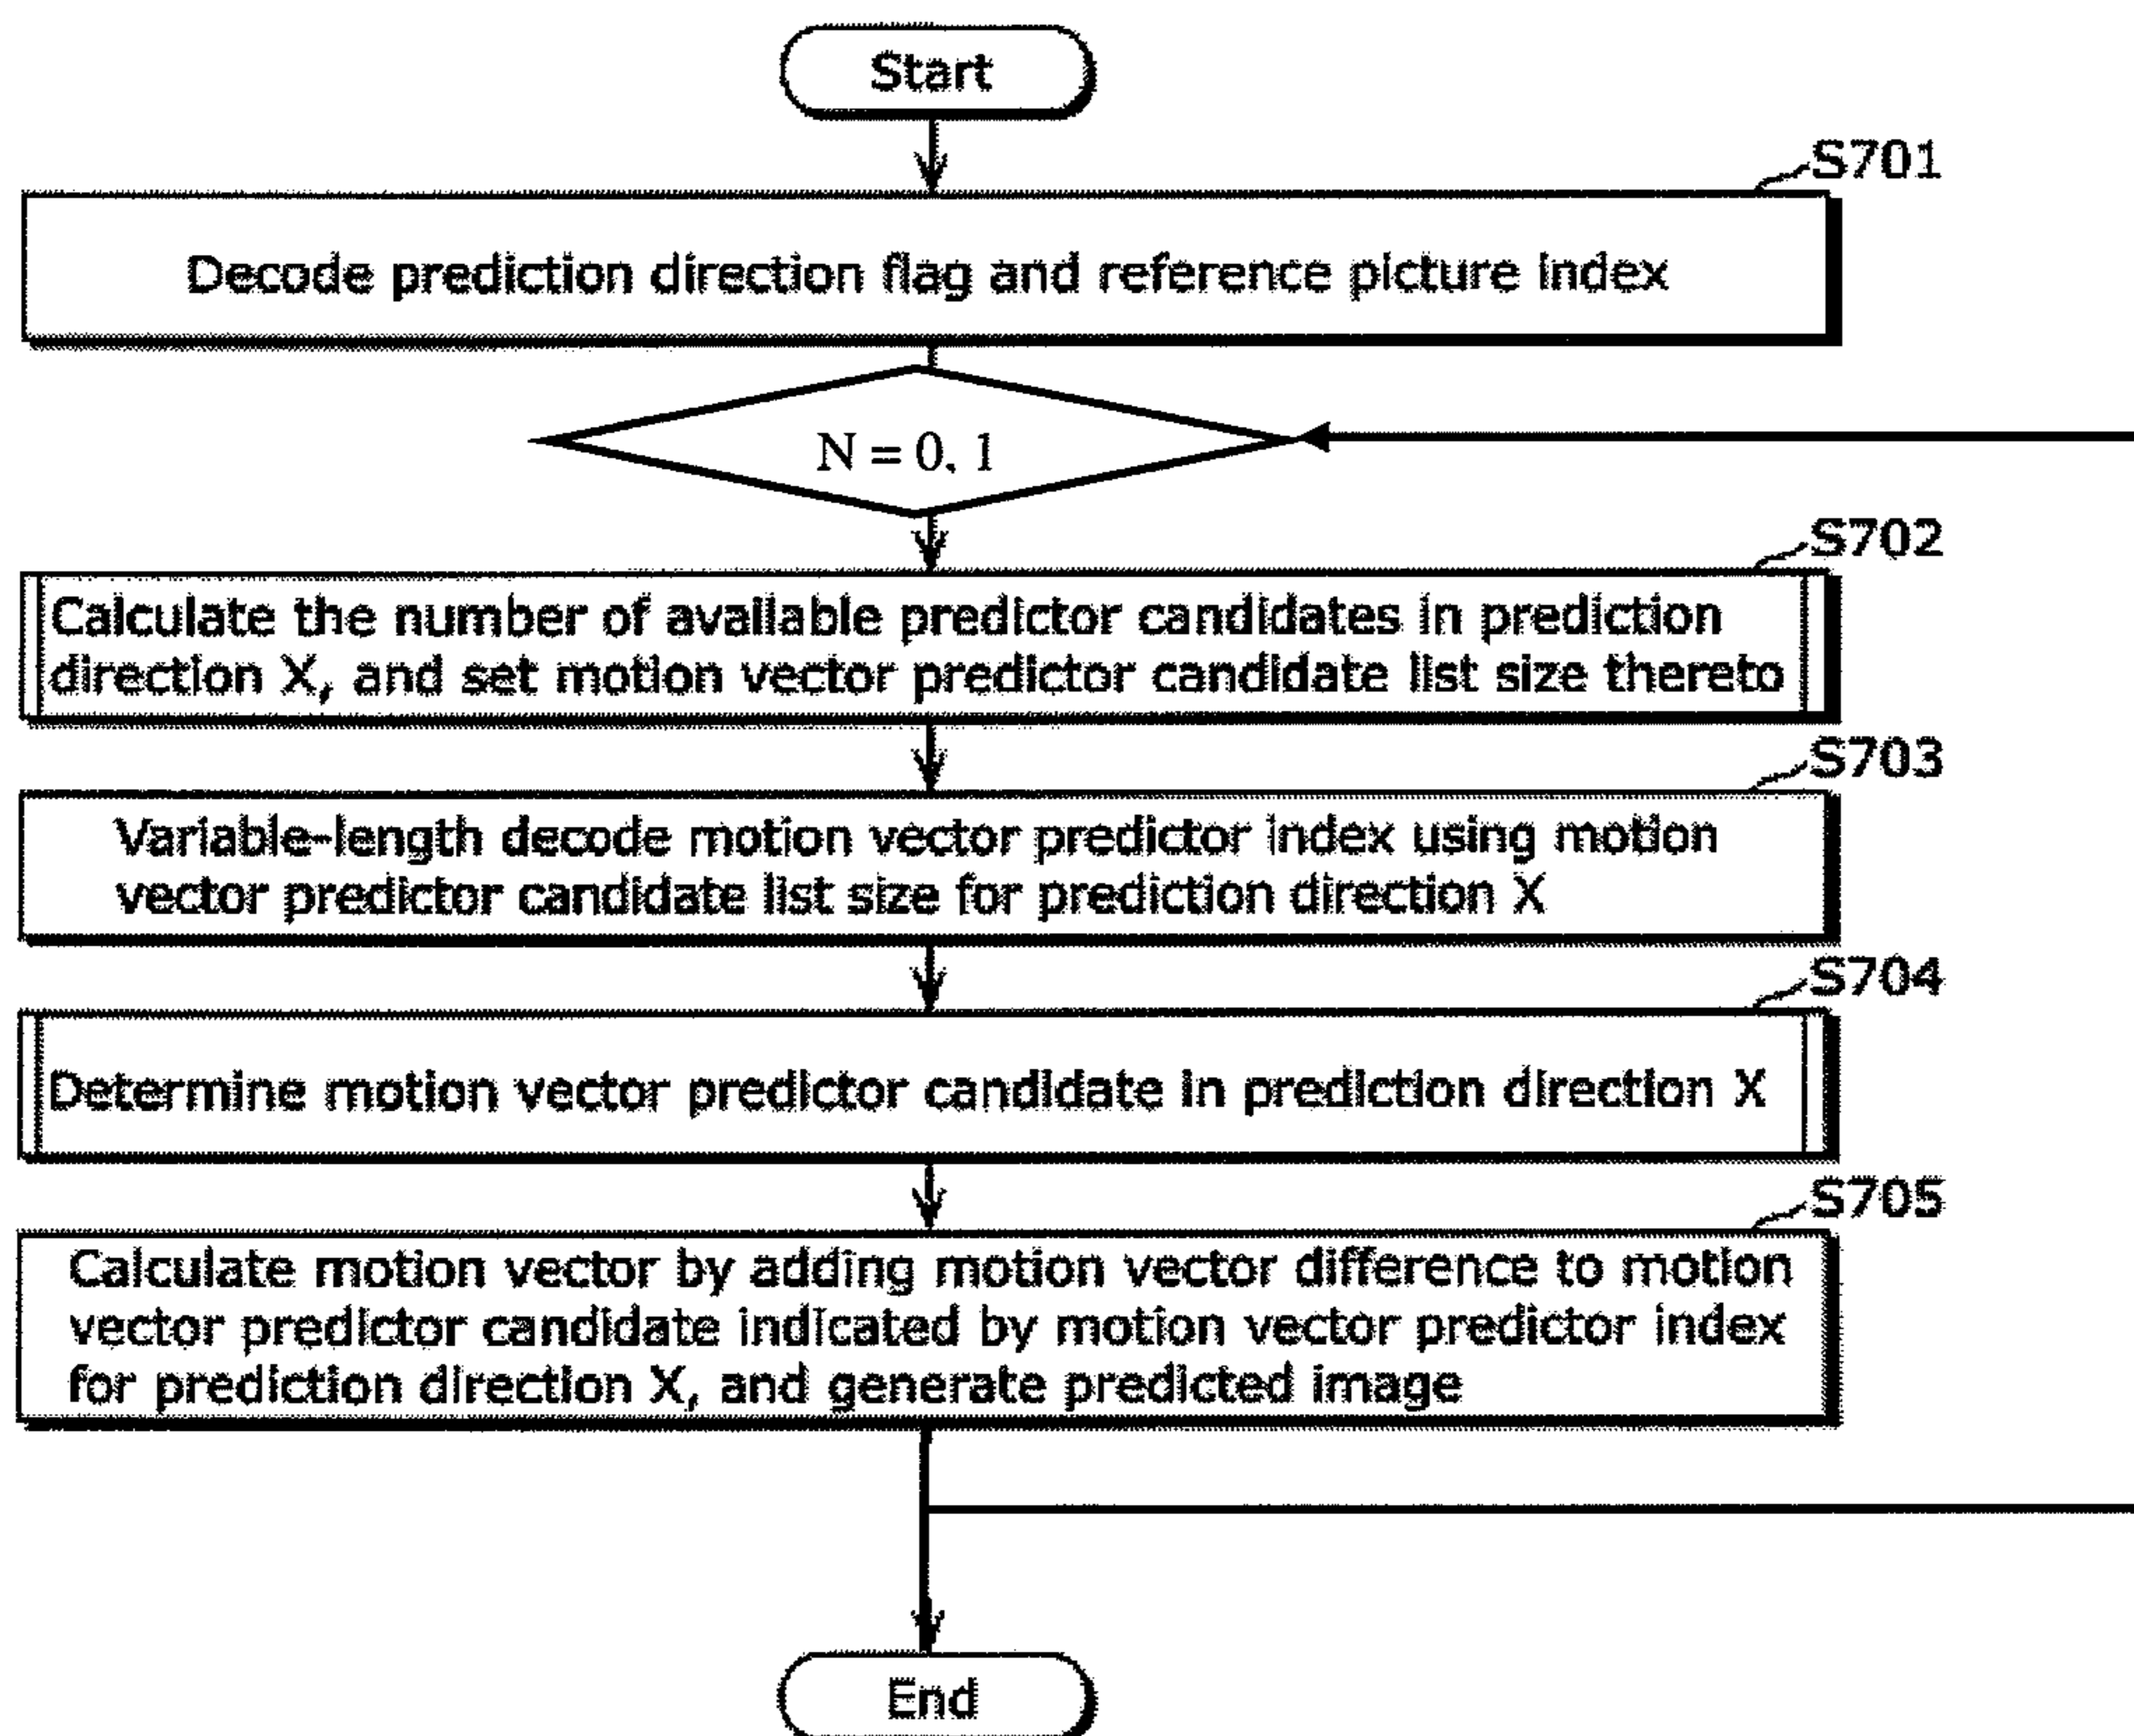 Start
S701
Decode prediction direction flag and reference picture index
N = 0, 1
S702
Calculate the number of available predictor candidates in prediction
direction X, and set motion vector predictor candidate list size thereto
S703
Variable-length decode motion vector predictor index using motion
vector predictor candidate list size for prediction direction X
S704
Determine motion vector predictor candidate in prediction direction X
S705
Calculate motion vector by adding motion vector difference to motion
vector predictor candidate indicated by motion vector predictor index
for prediction direction X, and generate predicted image
End